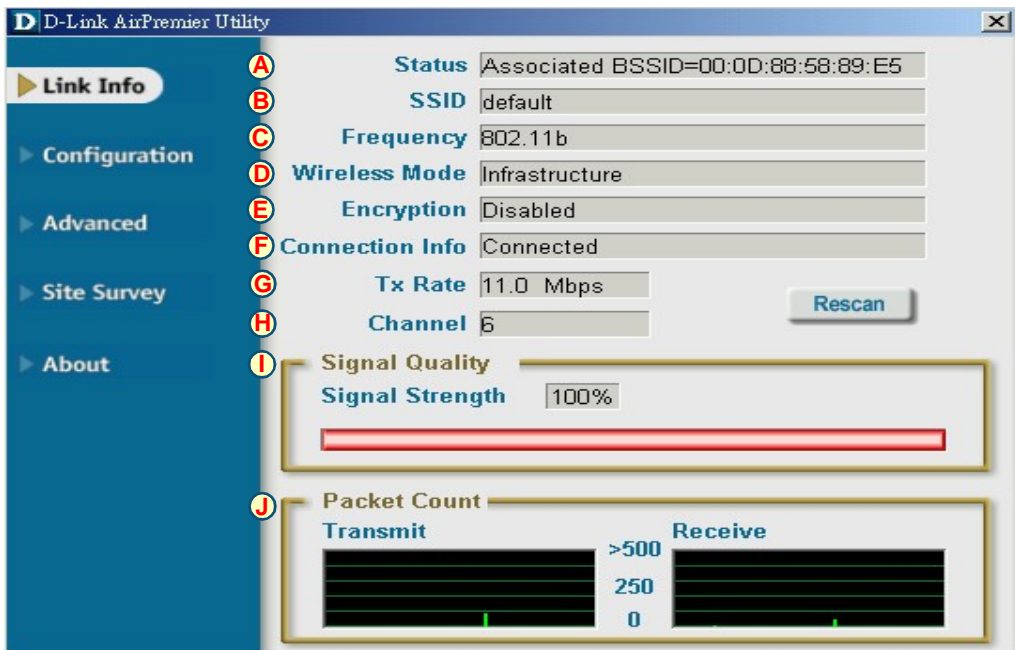 D D-Link AirPremier Utility
Link Info
Configuration
Advanced
Site Survey
About
A Status Associated BSSID=00:0D:88:58:89:E5
B SSID default
C Frequency 802.11b
D Wireless Mode Infrastructure
E Encryption Disabled
F Connection Info Connected
G Tx Rate 11.0 Mbps
H Channel 6
Rescan
I Signal Quality
Signal Strength 100%
J Packet Count
Transmit Receive
>500
250
0